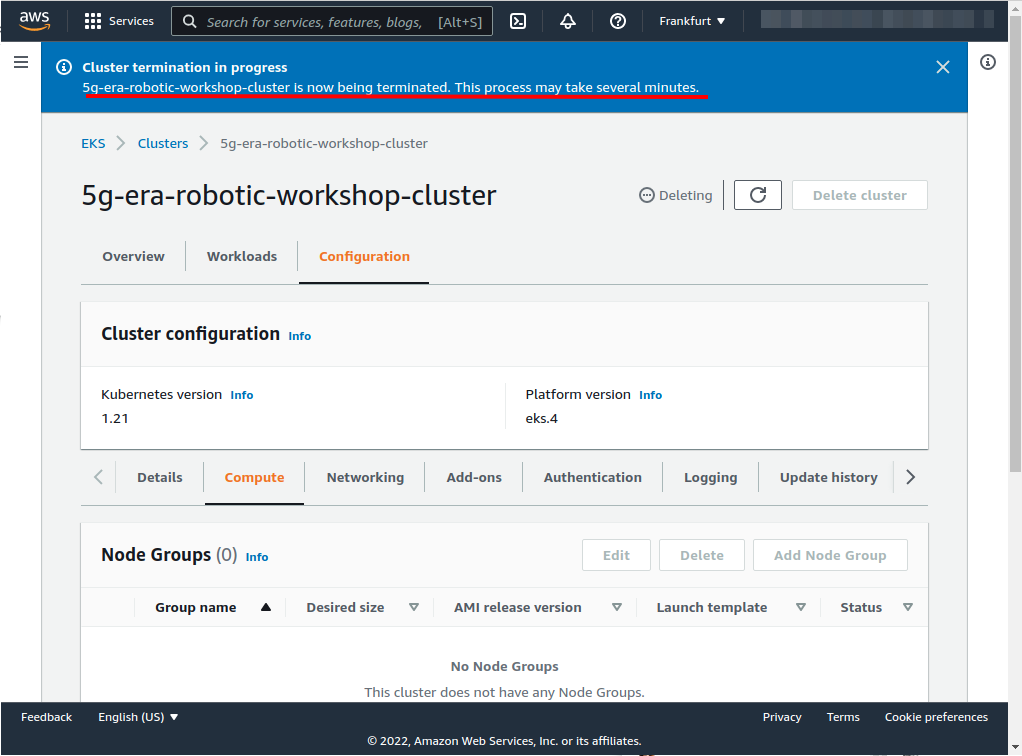 aws Services Search for services, features, blogs, [Alt+S] Frankfurt ▼
Cluster termination in progress
5g-era-robotic-workshop-cluster is now being terminated. This process may take several minutes.
EKS > Clusters > 5g-era-robotic-workshop-cluster
5g-era-robotic-workshop-cluster Deleting Delete cluster
Overview Workloads Configuration
Cluster configuration Info
Kubernetes version Info Platform version Info
1.21 eks.4
Details Compute Networking Add-ons Authentication Logging Update history
Node Groups (0) Info Edit Delete Add Node Group
Group name Desired size AMI release version Launch template Status
No Node Groups
This cluster does not have any Node Groups.
Feedback English (US) ▼ Privacy Terms Cookie preferences
© 2022, Amazon Web Services, Inc. or its affiliates.